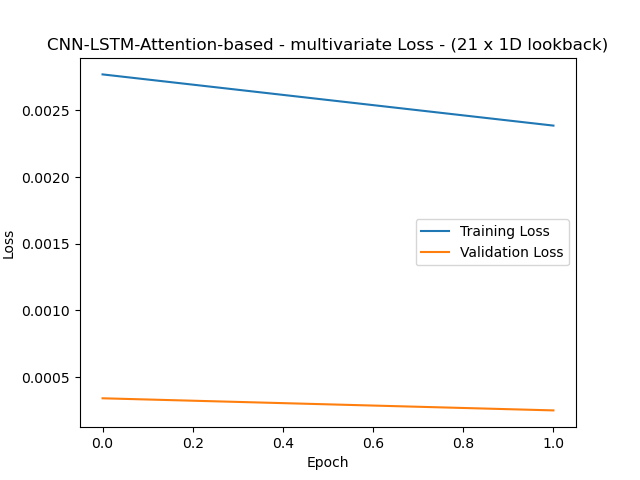 CNN-LSTM-Attention-based - multivariate Loss - (21 x 1D lookback)
0.0025
0.0020
0.0015
0.0010
0.0005
Loss
Training Loss
Validation Loss
0.0 0.2 0.4 0.6 0.8 1.0
Epoch